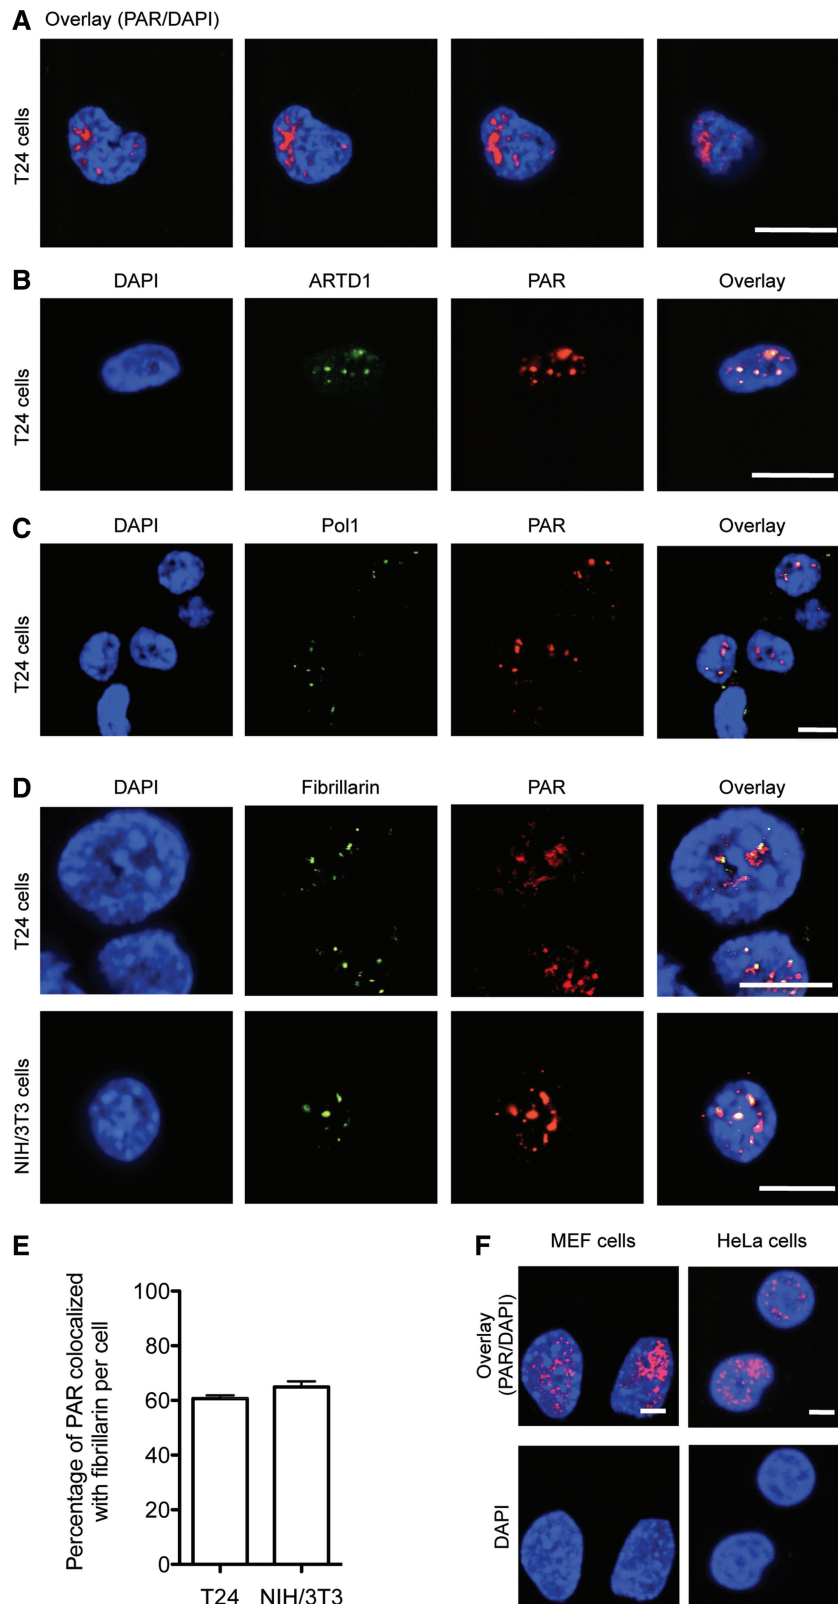 A Overlay (PAR/DAPI)
T24 cells
B DAPI ARTD1 PAR Overlay
T24 cells
C DAPI Pol1 PAR Overlay
T24 cells
D DAPI Fibrillarin PAR Overlay
T24 cells
NIH/3T3 cells
E
Percentage of PAR colocalized
with fibrillarin per cell
100
80
60
40
20
0
T24 NIH/3T3
F MEF cells HeLa cells
Overlay
(PAR/DAPI)
DAPI